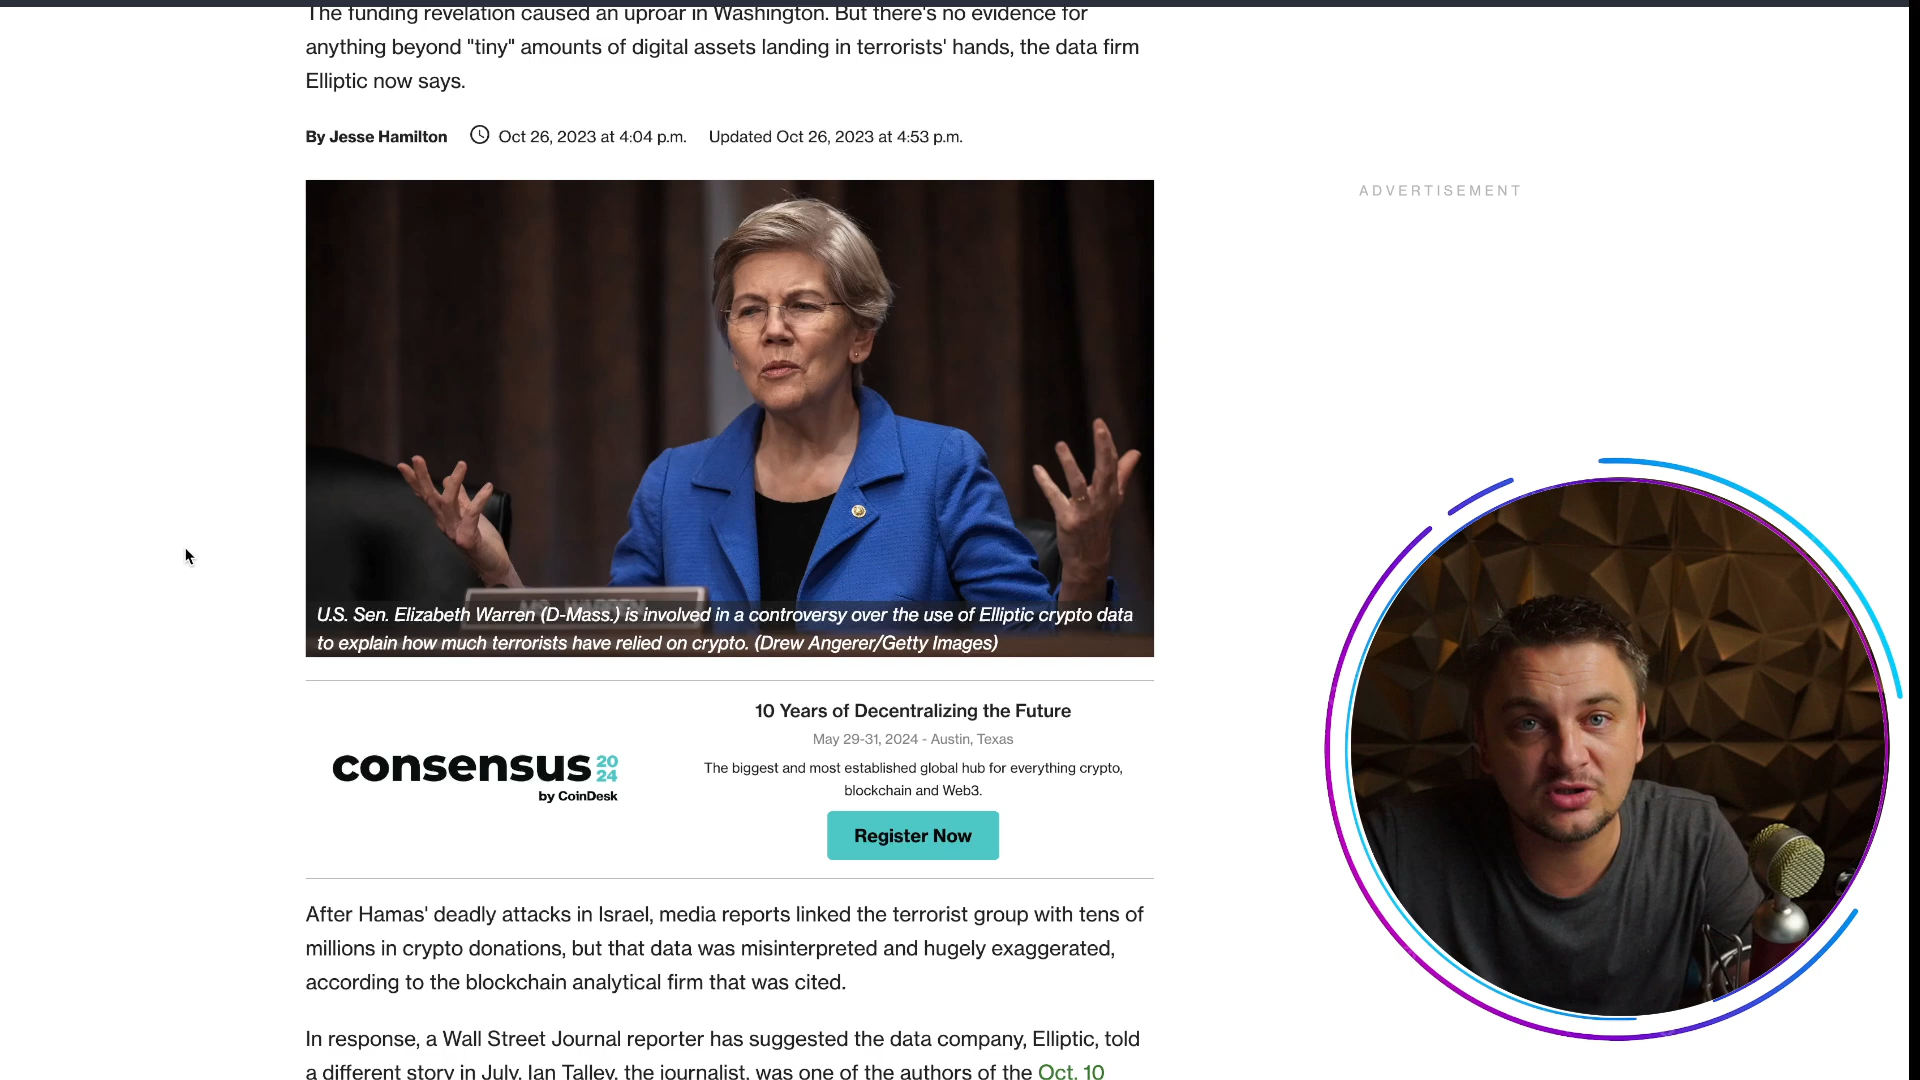 The funding revelation caused an uproar in Washington. But there's no evidence for
anything beyond "tiny" amounts of digital assets landing in terrorists' hands, the data firm
Elliptic now says.
By Jesse Hamilton Oct 26, 2023 at 4:04 p.m. Updated Oct 26, 2023 at 4:53 p.m.
ADVERTISEMENT
U.S. Sen. Elizabeth Warren (D-Mass.) is involved in a controversy over the use of Elliptic crypto data
to explain how much terrorists have relied on crypto. (Drew Angerer/Getty Images)
consensus 2024
by CoinDesk
10 Years of Decentralizing the Future
May 29-31, 2024 - Austin, Texas
The biggest and most established global hub for everything crypto,
blockchain and Web3.
Register Now
After Hamas' deadly attacks in Israel, media reports linked the terrorist group with tens of
millions in crypto donations, but that data was misinterpreted and hugely exaggerated,
according to the blockchain analytical firm that was cited.
In response, a Wall Street Journal reporter has suggested the data company, Elliptic, told
a different story in July. Ian Talley, the journalist, was one of the authors of the Oct. 10